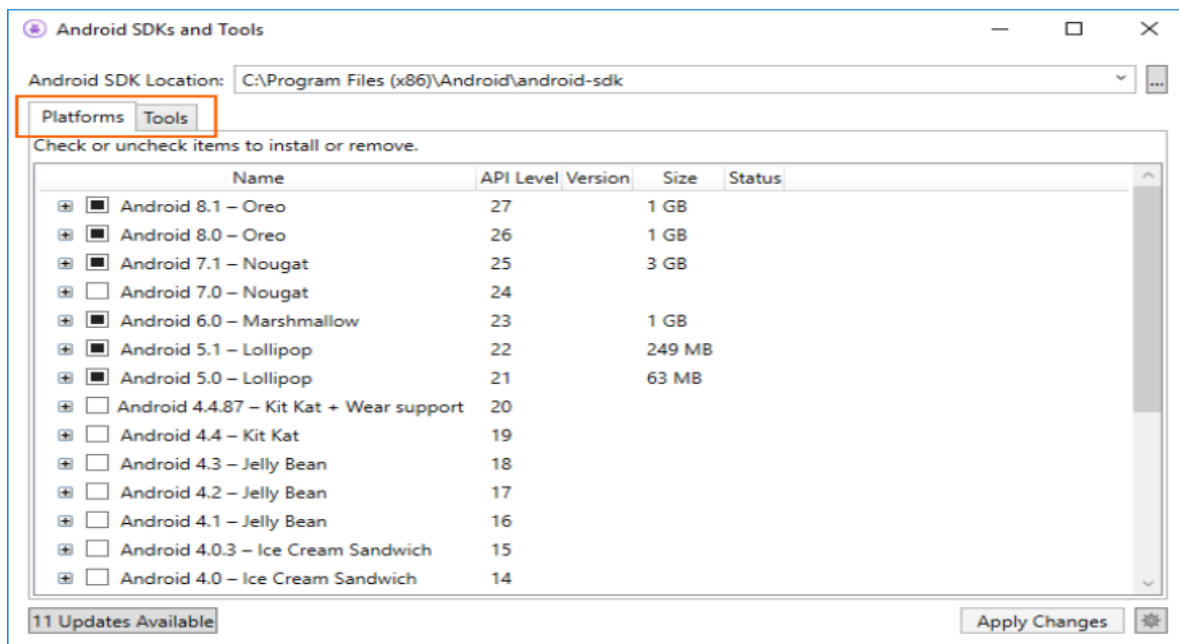 Android SDKs and Tools
Android SDK Location: C:\Program Files (x86)\Android\android-sdk ...
Platforms Tools
Check or uncheck items to install or remove.
Name API Level Version Size Status
Android 8.1 – Oreo 27 1 GB
Android 8.0 – Oreo 26 1 GB
Android 7.1 – Nougat 25 3 GB
Android 7.0 – Nougat 24
Android 6.0 – Marshmallow 23 1 GB
Android 5.1 – Lollipop 22 249 MB
Android 5.0 – Lollipop 21 63 MB
Android 4.4.87 – Kit Kat + Wear support 20
Android 4.4 – Kit Kat 19
Android 4.3 – Jelly Bean 18
Android 4.2 – Jelly Bean 17
Android 4.1 – Jelly Bean 16
Android 4.0.3 – Ice Cream Sandwich 15
Android 4.0 – Ice Cream Sandwich 14
11 Updates Available Apply Changes